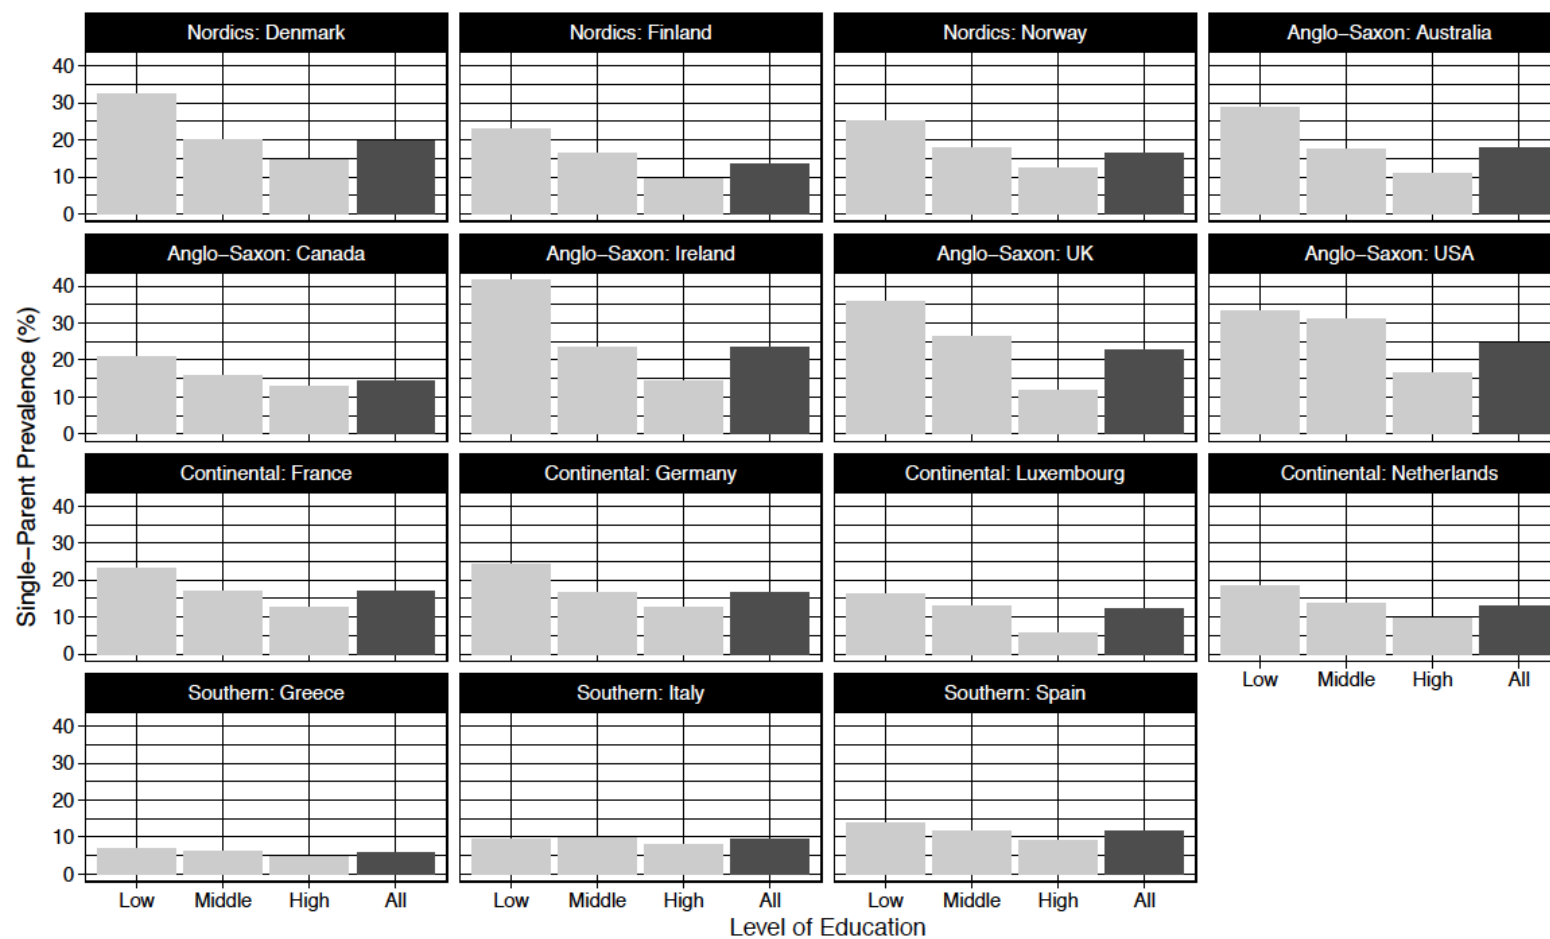 Nordics: Denmark
Nordics: Finland
Nordics: Norway
Anglo–Saxon: Australia
40
30
20
10
0
Anglo–Saxon: Canada
Anglo–Saxon: Ireland
Anglo–Saxon: UK
Anglo–Saxon: USA
40
30
20
10
0
Single–Parent Prevalence (%)
Continental: France
Continental: Germany
Continental: Luxembourg
Continental: Netherlands
40
30
20
10
0
Low Middle High All
Southern: Greece
Southern: Italy
Southern: Spain
40
30
20
10
0
Low Middle High All
Low Middle High All
Low Middle High All
Level of Education